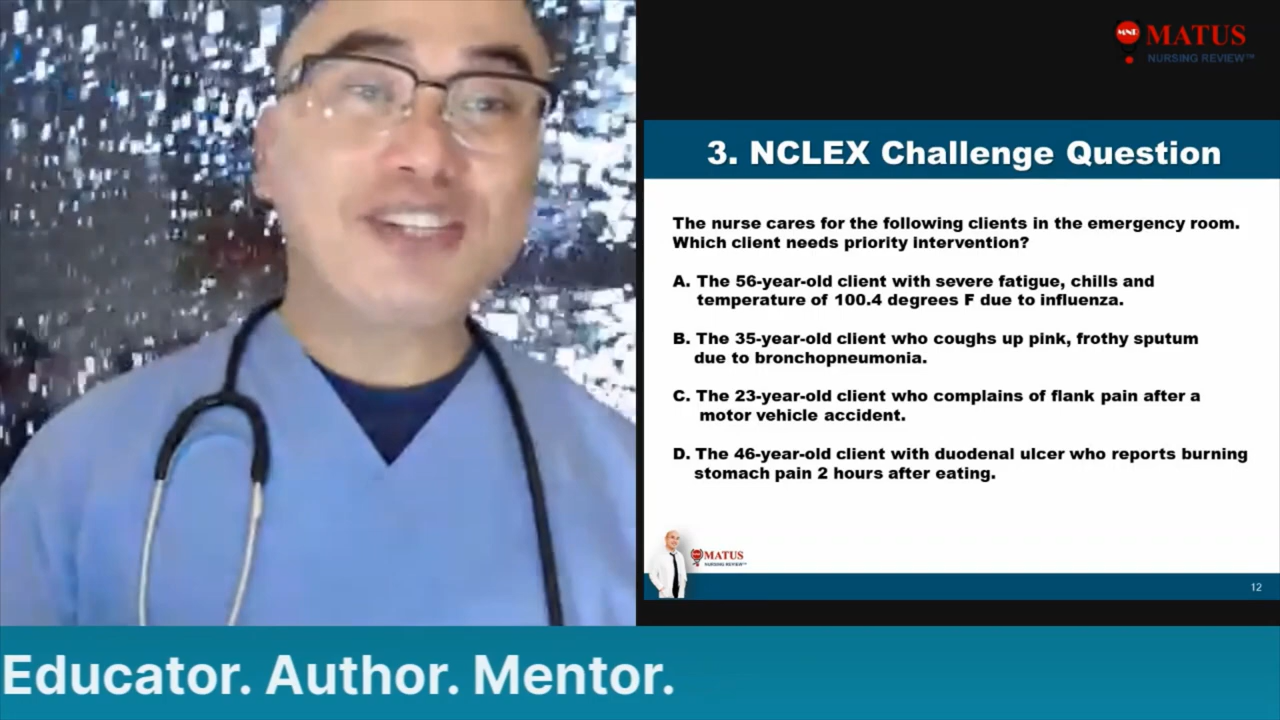 MNR
MATUS
NURSING REVIEW™
3. NCLEX Challenge Question
The nurse cares for the following clients in the emergency room.
Which client needs priority intervention?
A. The 56-year-old client with severe fatigue, chills and
temperature of 100.4 degrees F due to influenza.
B. The 35-year-old client who coughs up pink, frothy sputum
due to bronchopneumonia.
C. The 23-year-old client who complains of flank pain after a
motor vehicle accident.
D. The 46-year-old client with duodenal ulcer who reports burning
stomach pain 2 hours after eating.
MATUS
NURSING REVIEW™
12
Educator. Author. Mentor.